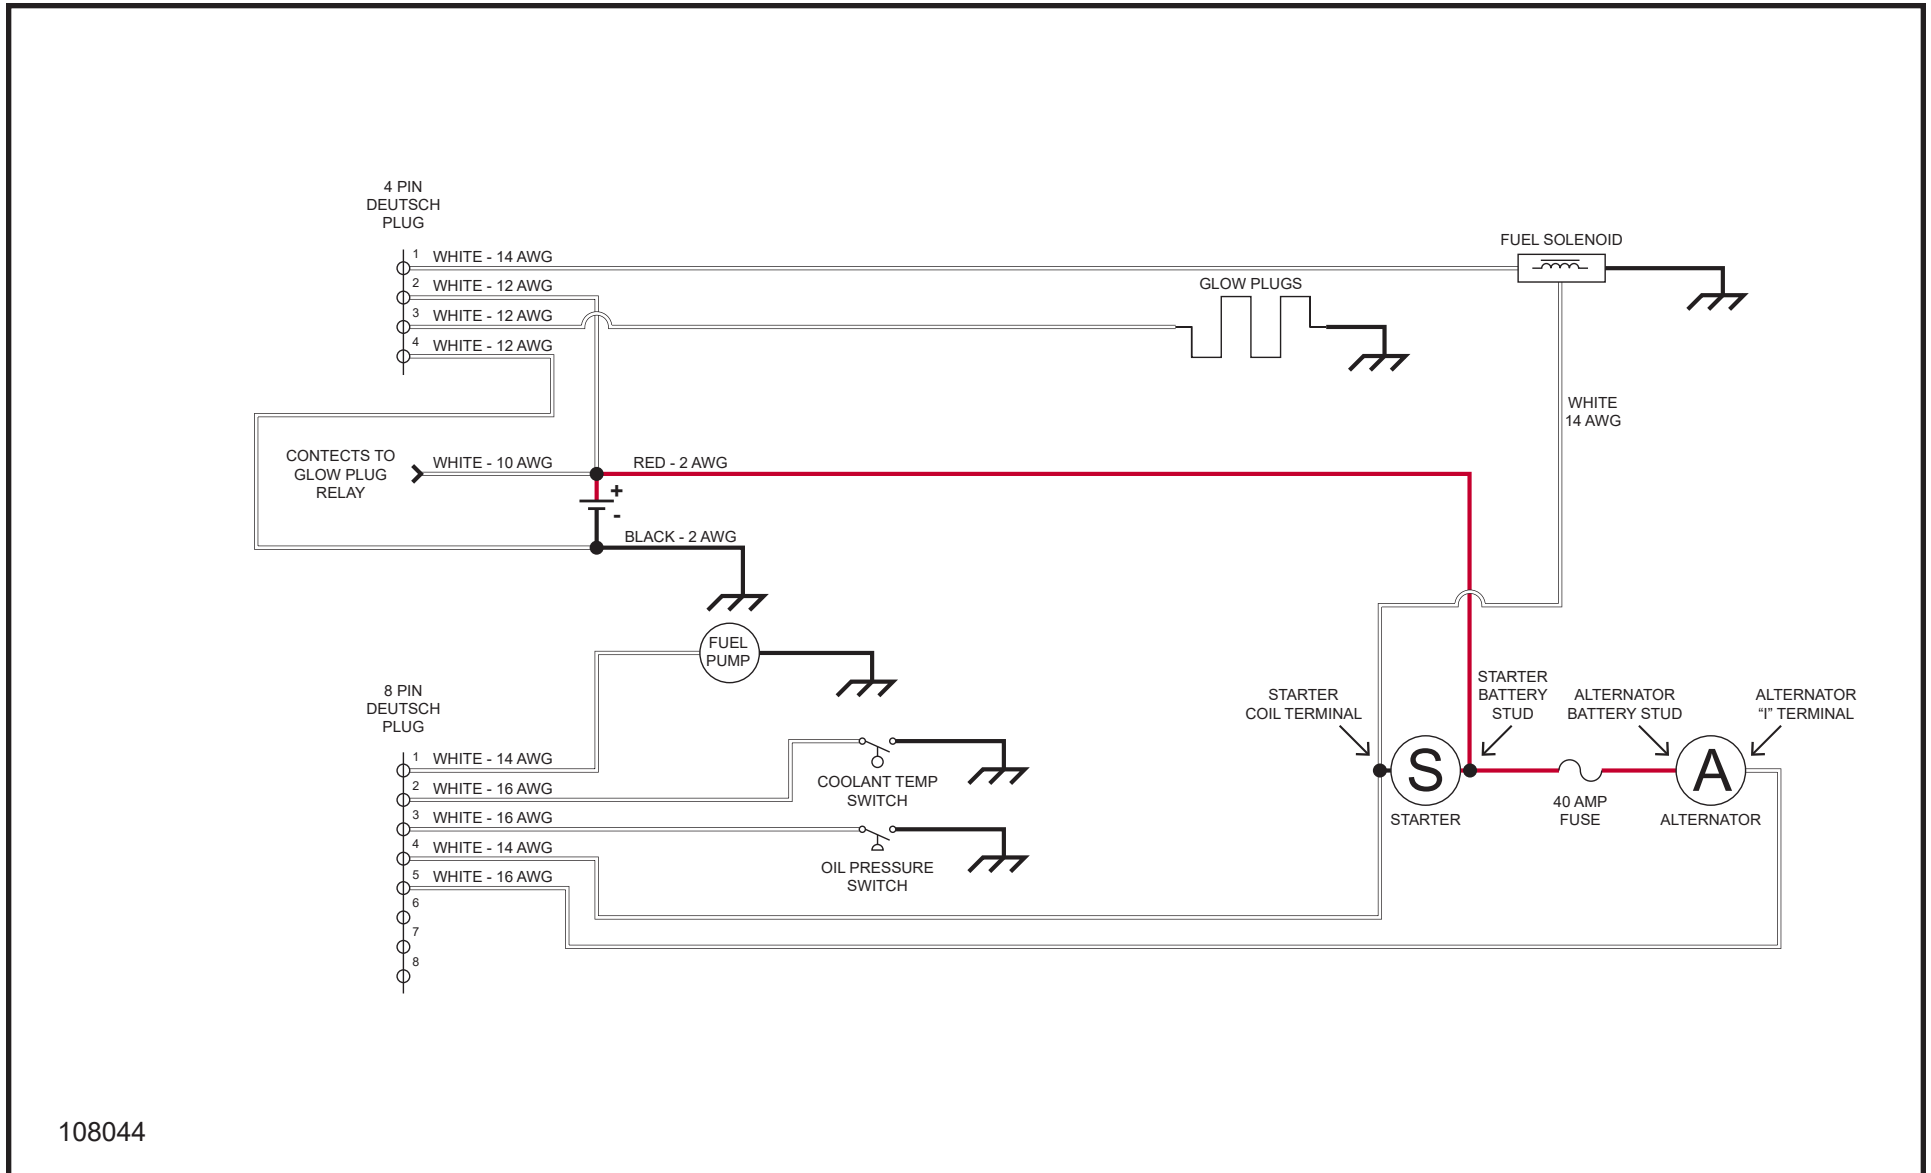 4 PIN
DEUTSCH
PLUG
1 WHITE - 14 AWG
2 WHITE - 12 AWG
3 WHITE - 12 AWG
4 WHITE - 12 AWG
FUEL SOLENOID
GLOW PLUGS
WHITE
14 AWG
CONTECTS TO
GLOW PLUG
RELAY
WHITE - 10 AWG
RED - 2 AWG
+
-
BLACK - 2 AWG
FUEL
PUMP
8 PIN
DEUTSCH
PLUG
1 WHITE - 14 AWG
2 WHITE - 16 AWG
3 WHITE - 16 AWG
4 WHITE - 14 AWG
5 WHITE - 16 AWG
6
7
8
COOLANT TEMP
SWITCH
OIL PRESSURE
SWITCH
STARTER
COIL TERMINAL
STARTER
BATTERY
STUD
ALTERNATOR
BATTERY STUD
ALTERNATOR
“I” TERMINAL
S
STARTER
40 AMP
FUSE
A
ALTERNATOR
108044